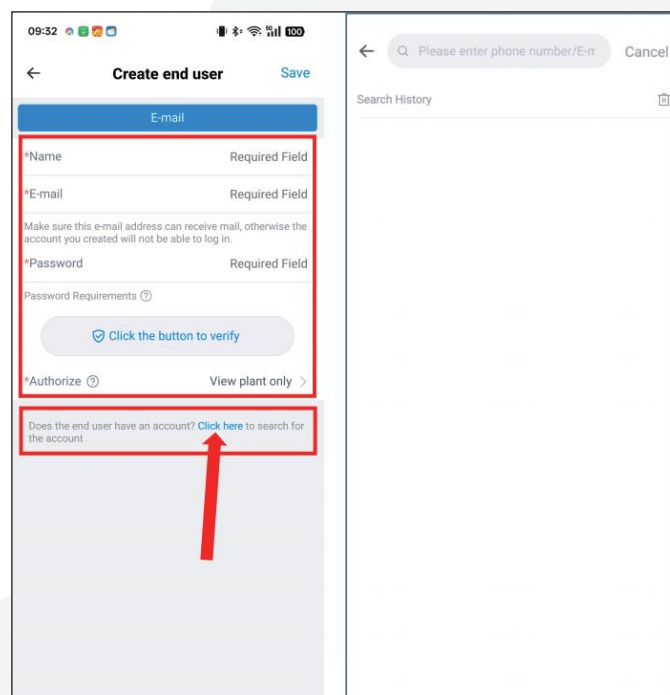 09:32
100
Create end user
Save
E-mail
*Name
Required Field
*E-mail
Required Field
Make sure this e-mail address can receive mail, otherwise the
account you created will not be able to log in.
*Password
Required Field
Password Requirements ?
Click the button to verify
*Authorize ?
View plant only
Does the end user have an account? Click here to search for
the account
Please enter phone number/E-m
Cancel
Search History